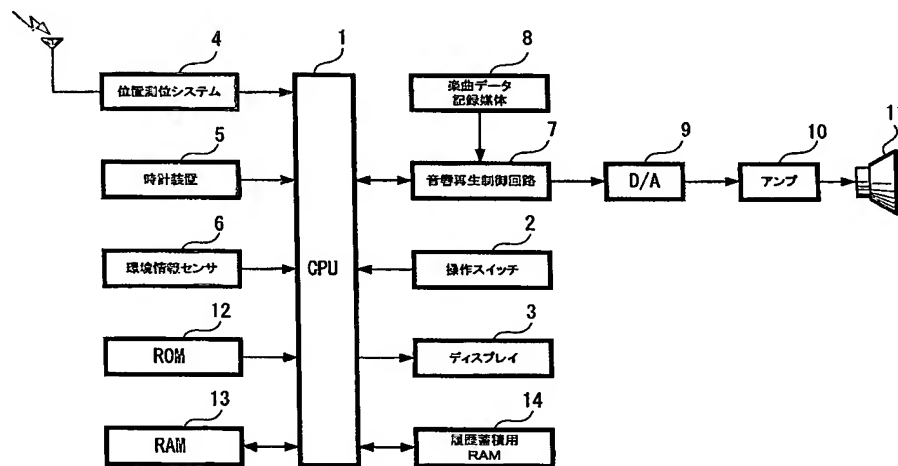 4
位置測位システム
5
時計装置
6
環境情報センサ
12
ROM
13
RAM
1
CPU
8
楽曲データ
記録媒体
7
音響再生制御回路
9
D/A
10
アンプ
11
2
操作スイッチ
3
ディスプレイ
14
履歴蓄積用
RAM